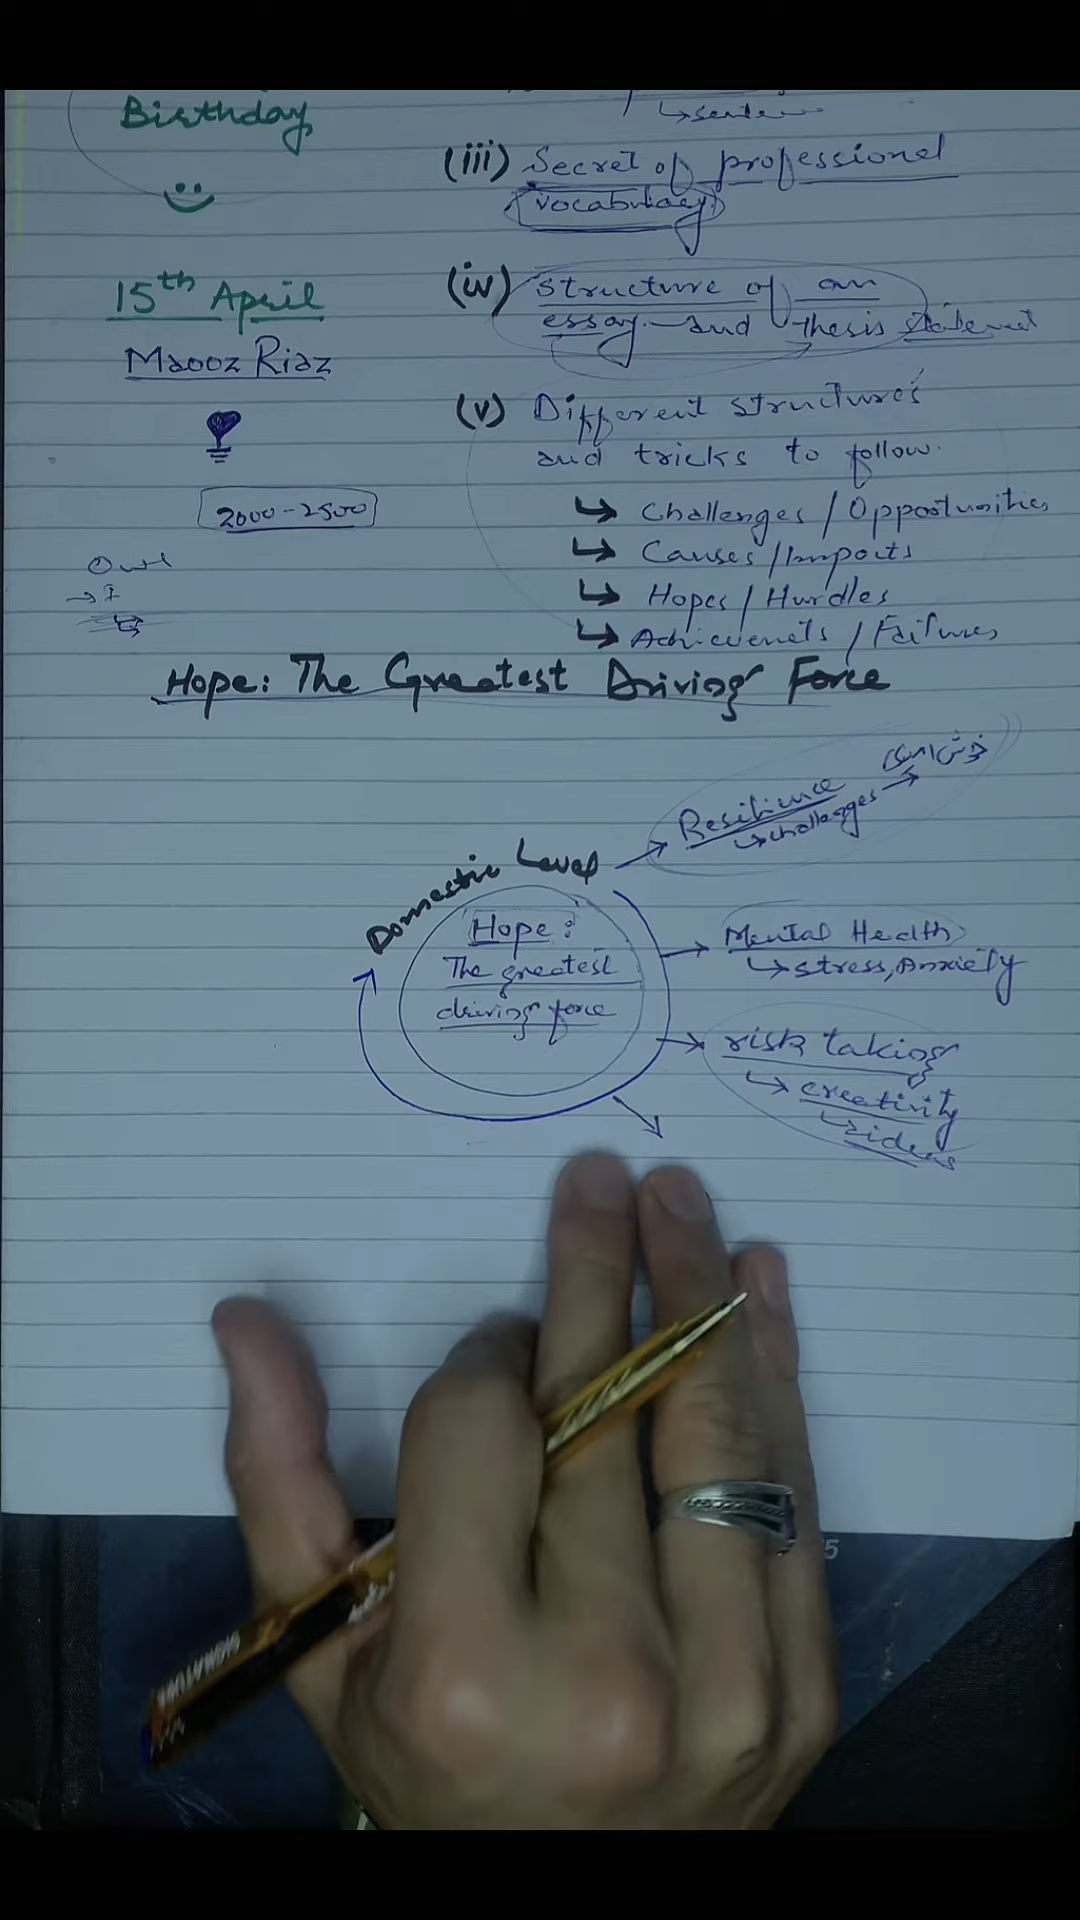 Birthday
15th April
Maooz Riaz
2000-2500
(iii) Secret of professional
vocabulary
(iv) Structure of an
essay and thesis statement
(v) Different structures
and tricks to follow.
Challenges / Opportunities
Causes / Impacts
Hopes / Hurdles
Achievements / Failures
Hope: The Greatest Driving Force
Domestic Level
Hope:
The greatest
driving force
Resilience
challenges
Mental Health
stress, Anxiety
risk taking
creativity
ideas
SIGNATURE